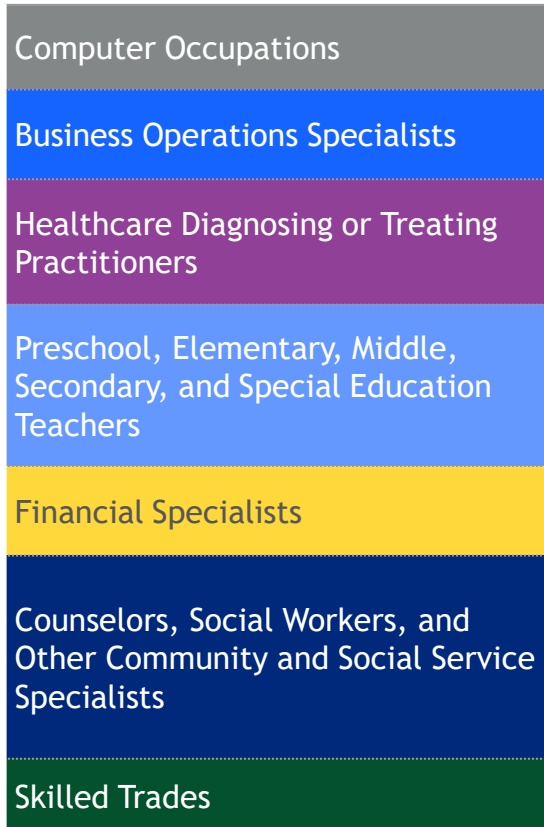 Computer Occupations
Business Operations Specialists
Healthcare Diagnosing or Treating
Practitioners
Preschool, Elementary, Middle,
Secondary, and Special Education
Teachers
Financial Specialists
Counselors, Social Workers, and
Other Community and Social Service
Specialists
Skilled Trades